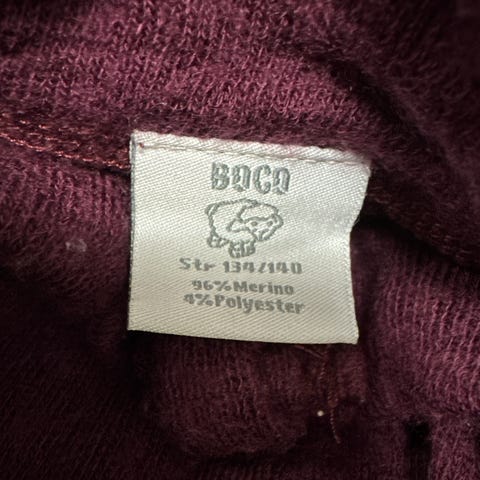 BOCO
Str 134/140
96% Merino
4% Polyester